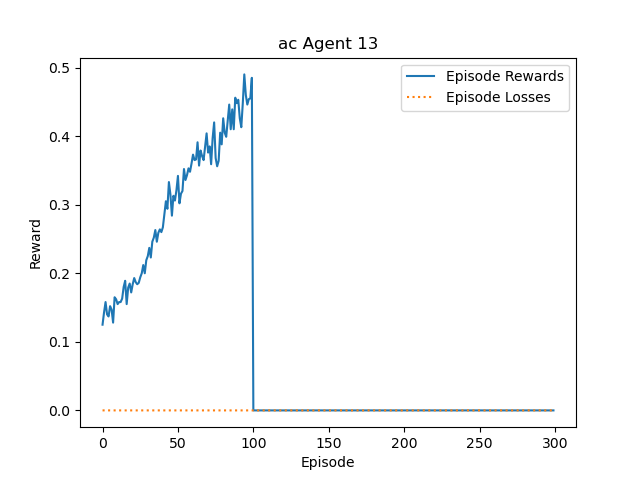 ac Agent 13
Episode Rewards
Episode Losses
Reward
0.5
0.4
0.3
0.2
0.1
0.0
0 50 100 150 200 250 300
Episode